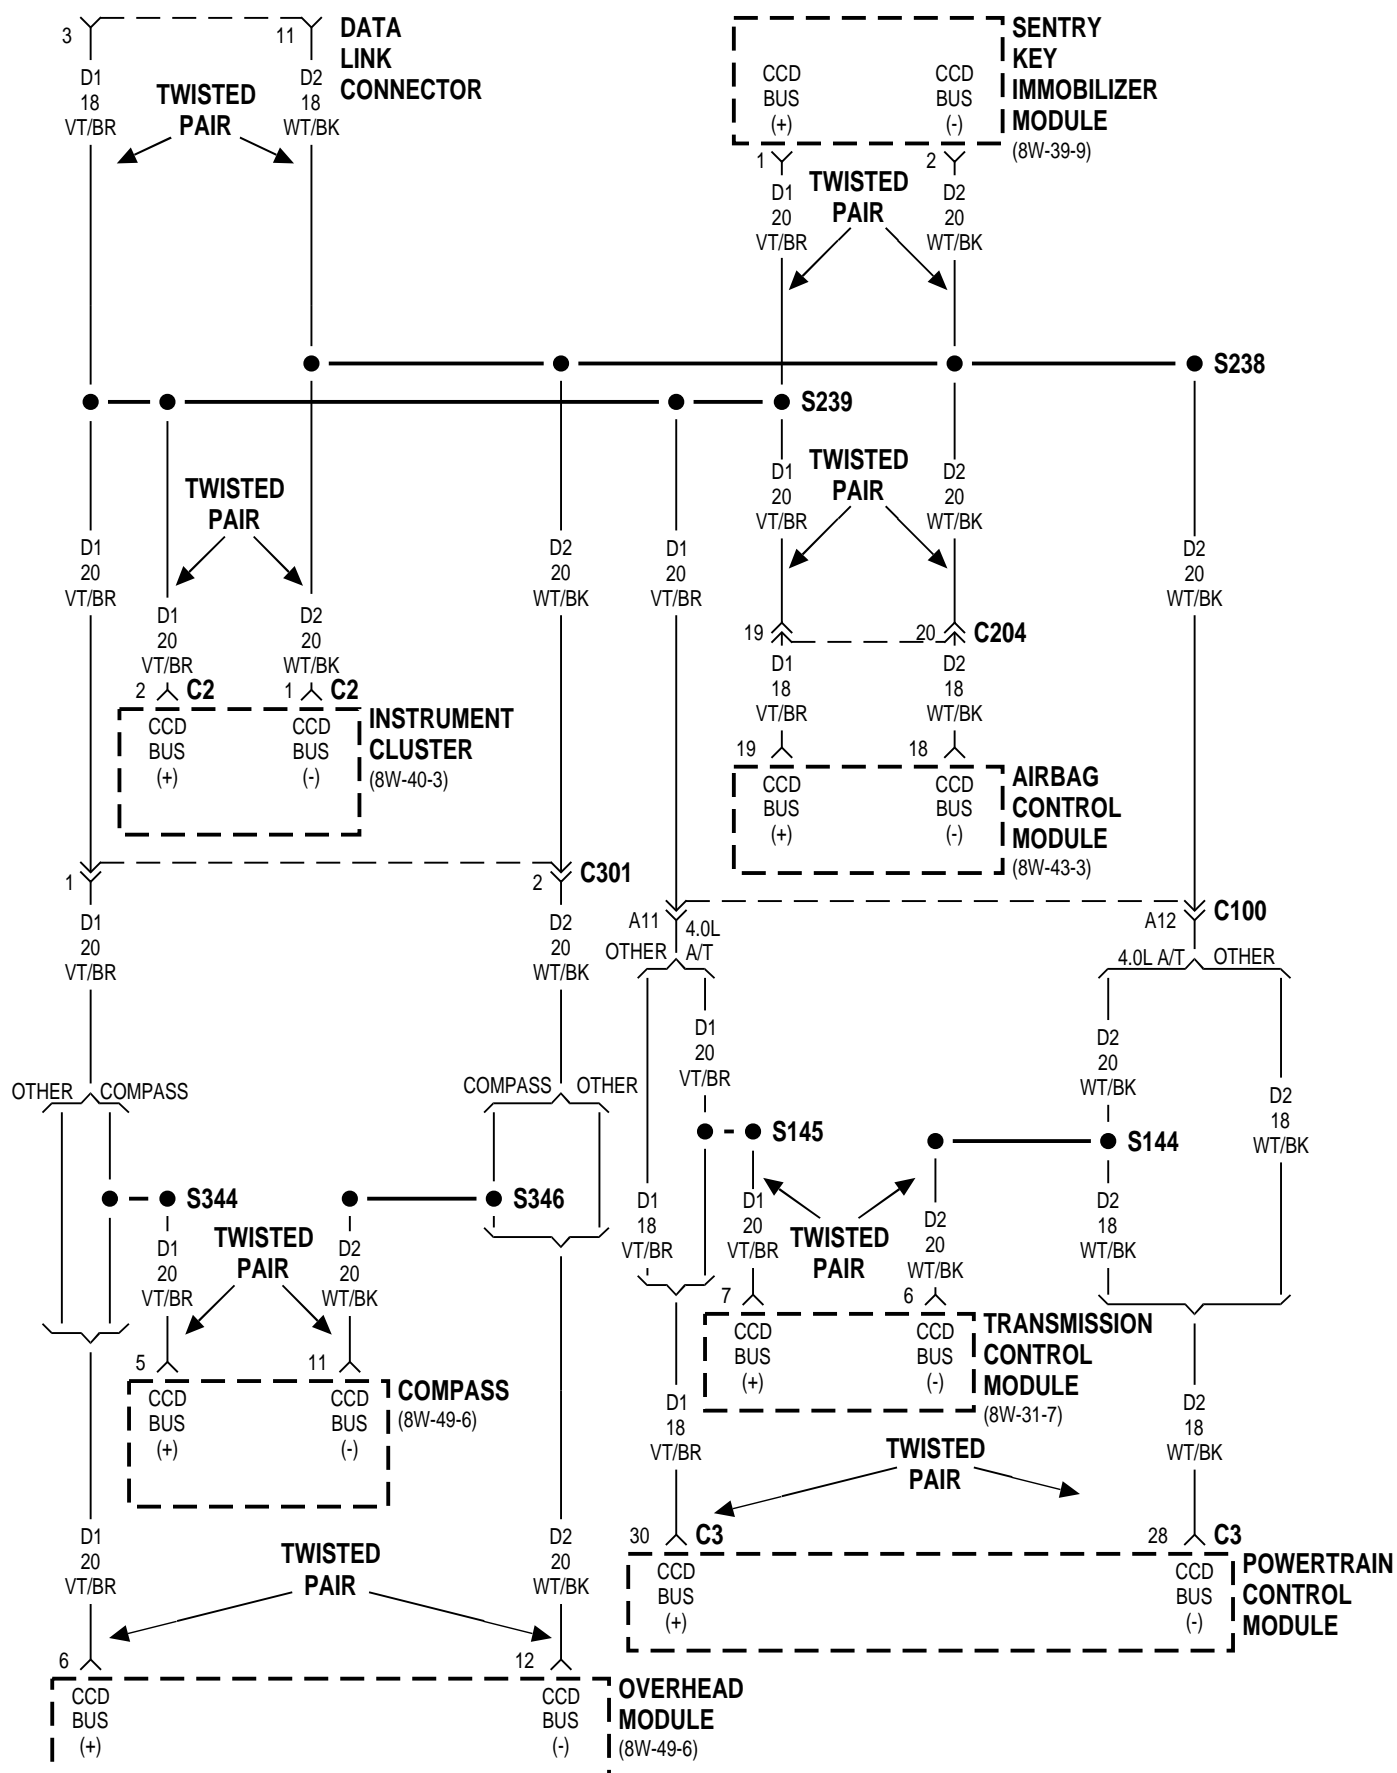 3
11
DATA
LINK
CONNECTOR
D1
18
VT/BR
D2
18
WT/BK
TWISTED
PAIR
SENTRY
KEY
IMMOBILIZER
MODULE
(8W-39-9)
CCD
BUS
(+)
CCD
BUS
(-)
1
2
D1
20
VT/BR
D2
20
WT/BK
TWISTED
PAIR
S238
S239
TWISTED
PAIR
D1
20
VT/BR
D1
20
VT/BR
D2
20
WT/BK
2
C2
1
C2
CCD
BUS
(+)
CCD
BUS
(-)
INSTRUMENT
CLUSTER
(8W-40-3)
D2
20
WT/BK
D1
20
VT/BR
D1
20
VT/BR
D2
20
WT/BK
TWISTED
PAIR
D2
20
WT/BK
19
20
C204
D1
18
VT/BR
D2
18
WT/BK
19
18
CCD
BUS
(+)
CCD
BUS
(-)
AIRBAG
CONTROL
MODULE
(8W-43-3)
1
2
C301
D1
20
VT/BR
D2
20
WT/BK
A11
A12
C100
OTHER
4.0L
A/T
4.0L A/T
OTHER
D1
20
VT/BR
D2
20
WT/BK
D2
18
WT/BK
OTHER
COMPASS
COMPASS
OTHER
S145
S144
S344
S346
D1
20
VT/BR
TWISTED
PAIR
D2
20
WT/BK
D1
18
VT/BR
D1
20
VT/BR
TWISTED
PAIR
D2
20
WT/BK
D2
18
WT/BK
7
6
CCD
BUS
(+)
CCD
BUS
(-)
TRANSMISSION
CONTROL
MODULE
(8W-31-7)
5
11
CCD
BUS
(+)
CCD
BUS
(-)
COMPASS
(8W-49-6)
D1
18
VT/BR
TWISTED
PAIR
D2
18
WT/BK
30
C3
28
C3
CCD
BUS
(+)
CCD
BUS
(-)
POWERTRAIN
CONTROL
MODULE
D1
20
VT/BR
TWISTED
PAIR
D2
20
WT/BK
6
12
CCD
BUS
(+)
CCD
BUS
(-)
OVERHEAD
MODULE
(8W-49-6)